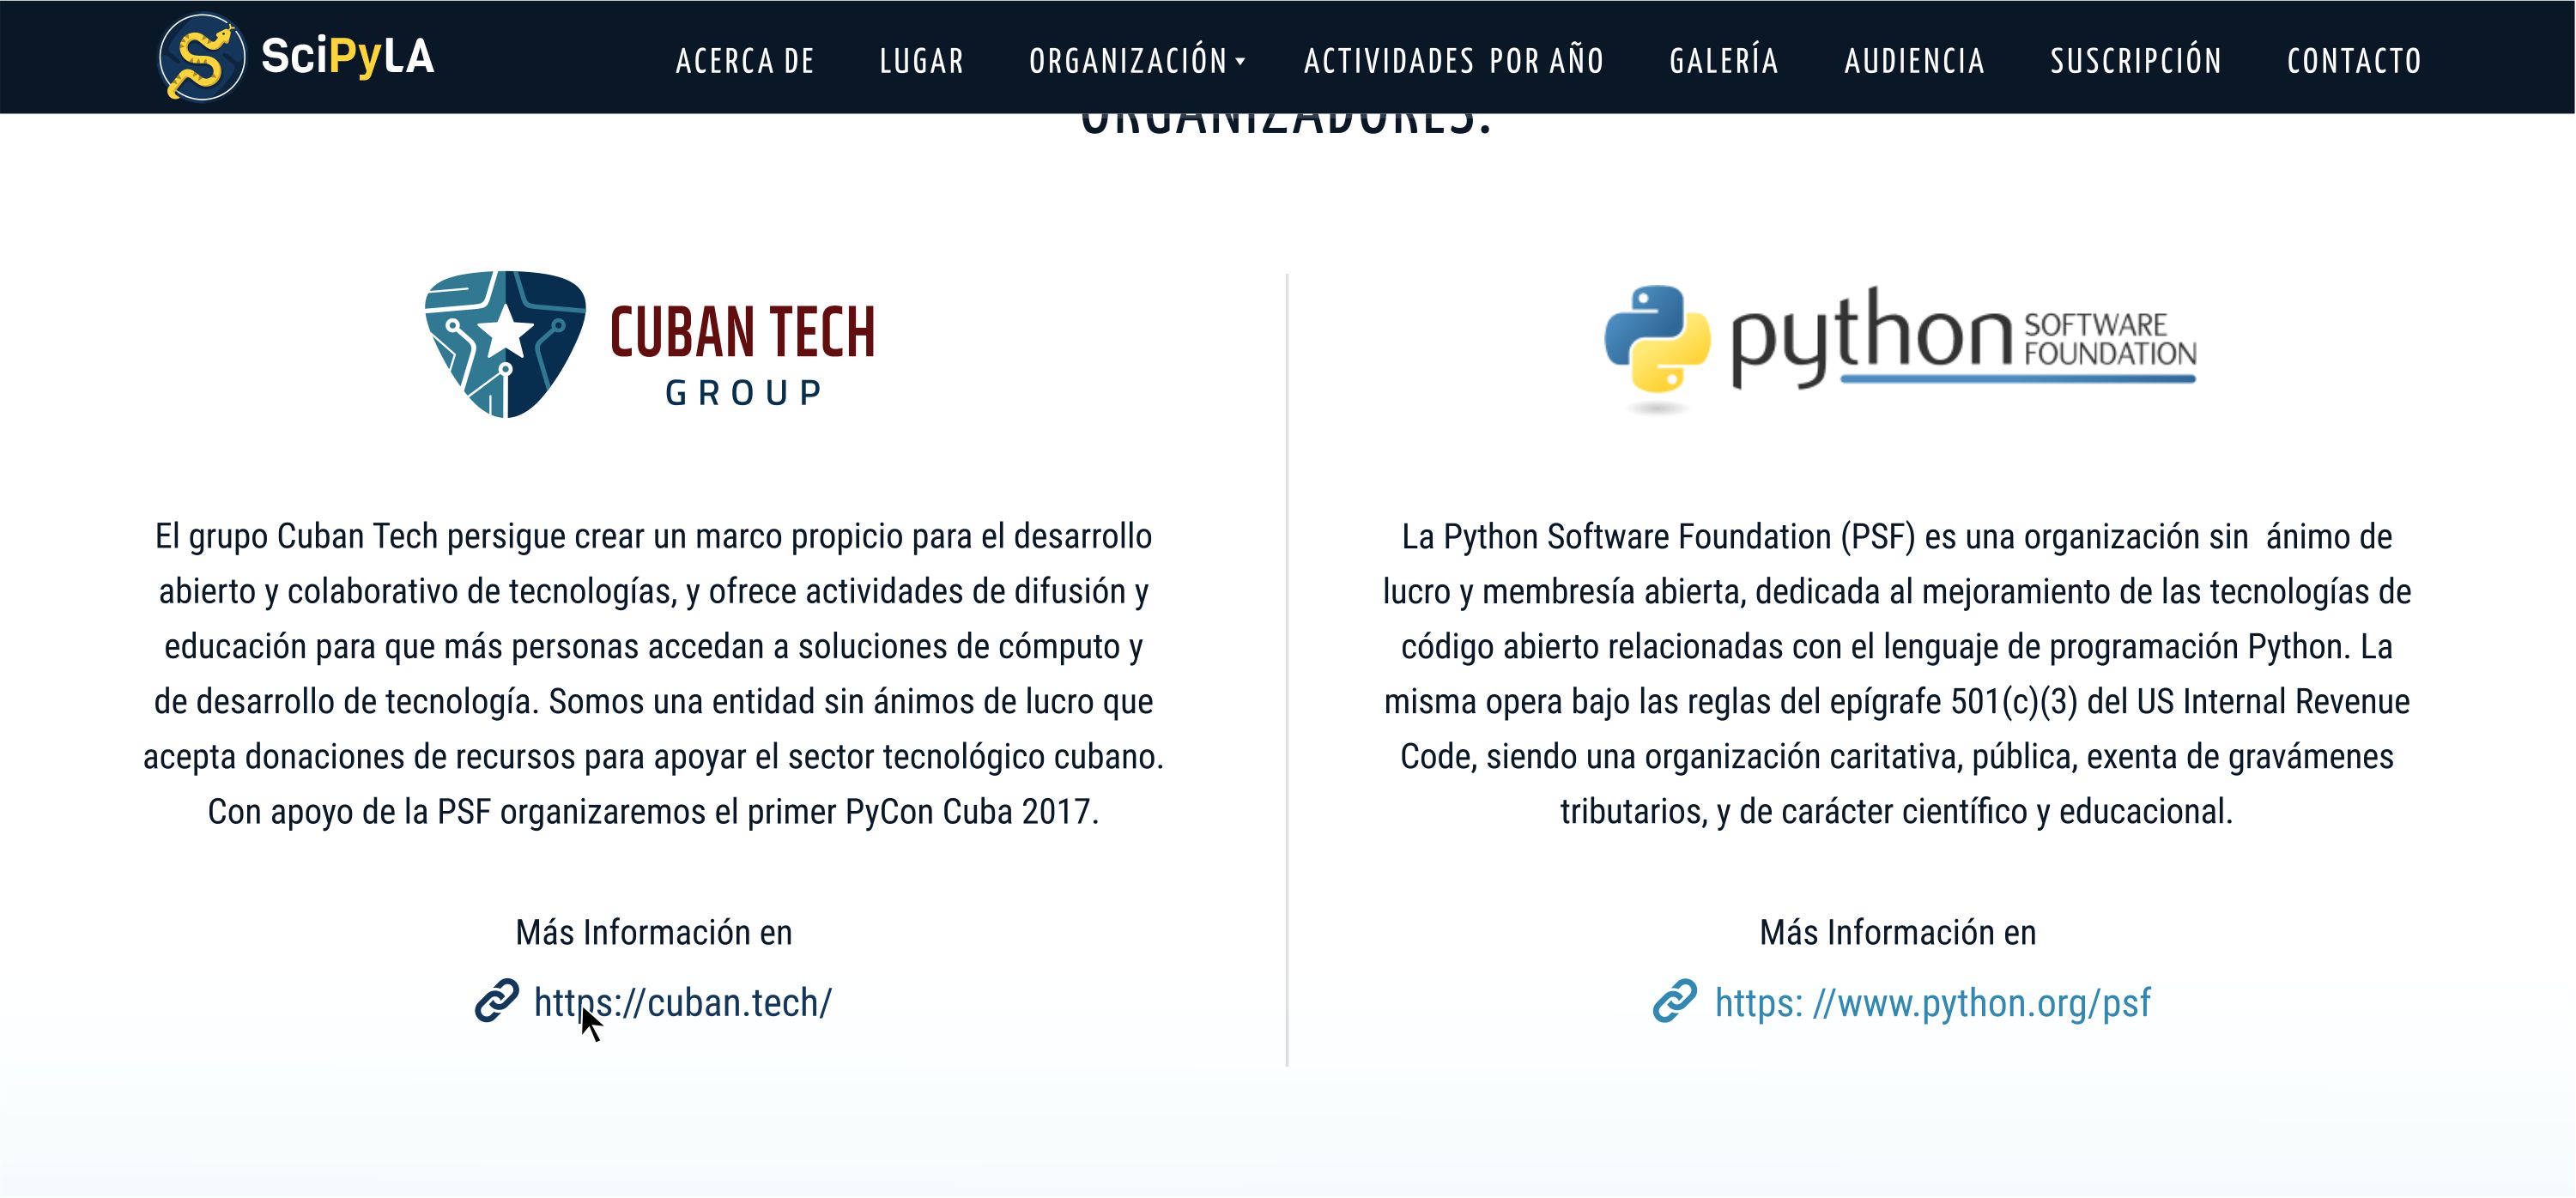 SciPyLA
ACERCA DE
LUGAR
ORGANIZACIÓN
ACTIVIDADES POR AÑO
GALERÍA
AUDIENCIA
SUSCRIPCIÓN
CONTACTO
ORGANIZADORES:
CUBAN TECH
GROUP
El grupo Cuban Tech persigue crear un marco propicio para el desarrollo
abierto y colaborativo de tecnologías, y ofrece actividades de difusión y
educación para que más personas accedan a soluciones de cómputo y
de desarrollo de tecnología. Somos una entidad sin ánimos de lucro que
acepta donaciones de recursos para apoyar el sector tecnológico cubano.
Con apoyo de la PSF organizaremos el primer PyCon Cuba 2017.
Más Información en
https://cuban.tech/
python
SOFTWARE
FOUNDATION
La Python Software Foundation (PSF) es una organización sin  ánimo de
lucro y membresía abierta, dedicada al mejoramiento de las tecnologías de
código abierto relacionadas con el lenguaje de programación Python. La
misma opera bajo las reglas del epígrafe 501(c)(3) del US Internal Revenue
Code, siendo una organización caritativa, pública, exenta de gravámenes
tributarios, y de carácter científico y educacional.
Más Información en
https: //www.python.org/psf